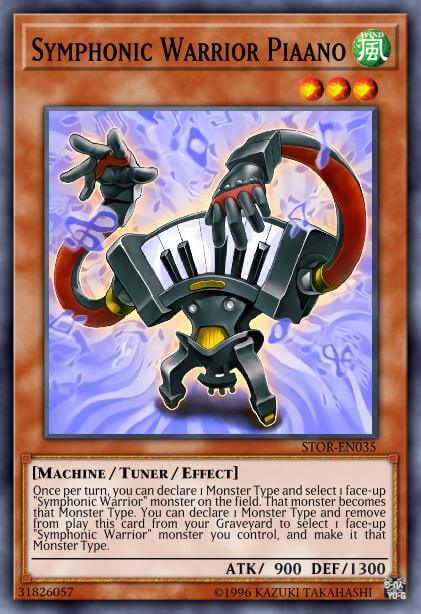 SYMPHONIC WARRIOR PIAANO
WIND
風
STOR-EN035
[MACHINE / TUNER / EFFECT]
Once per turn, you can declare 1 Monster Type and select 1 face-up
"Symphonic Warrior" monster on the field. That monster becomes
that Monster Type. You can declare 1 Monster Type and remove
from play this card from your Graveyard to select 1 face-up
"Symphonic Warrior" monster you control, and make it that
Monster Type.
ATK/ 900 DEF/1300
31826057
©1996 KAZUKI TAKAHASHI